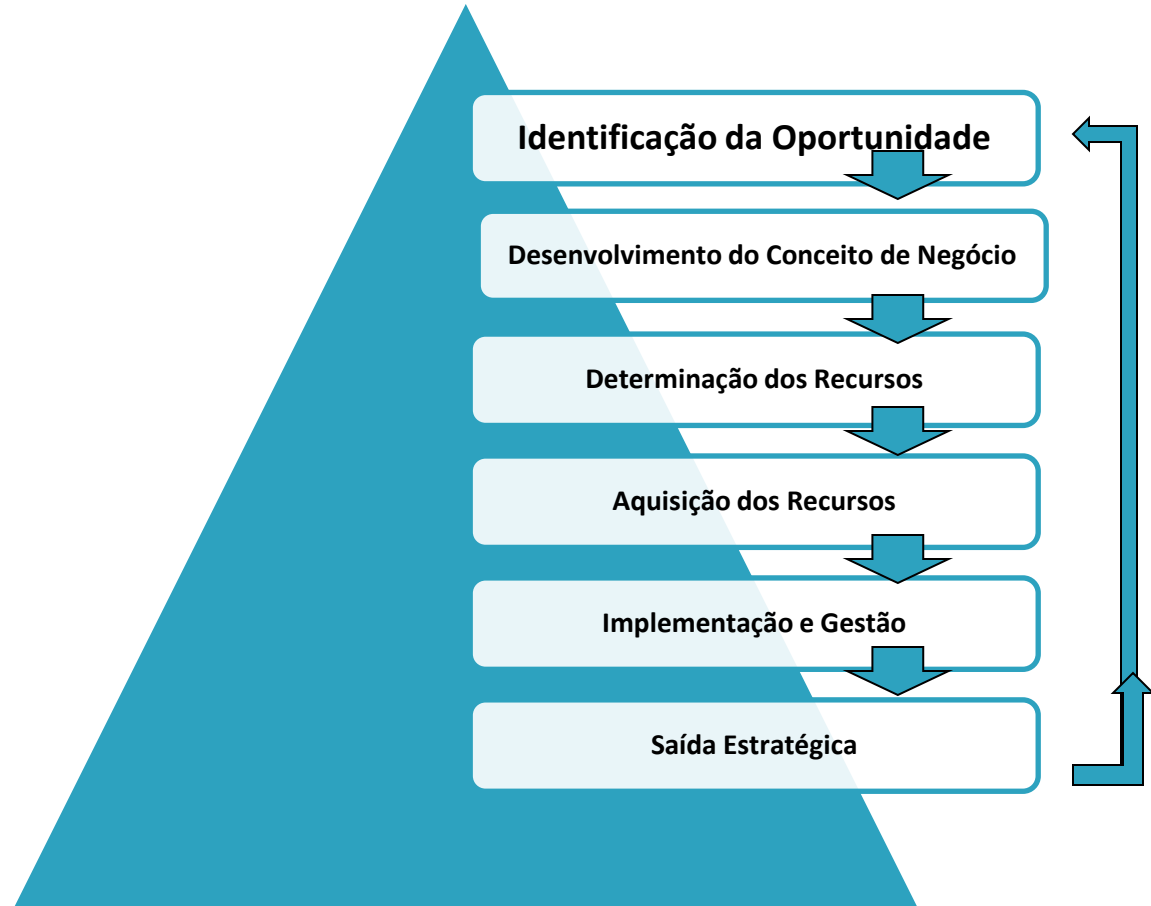 Identificação da Oportunidade
Desenvolvimento do Conceito de Negócio
Determinação dos Recursos
Aquisição dos Recursos
Implementação e Gestão
Saída Estratégica